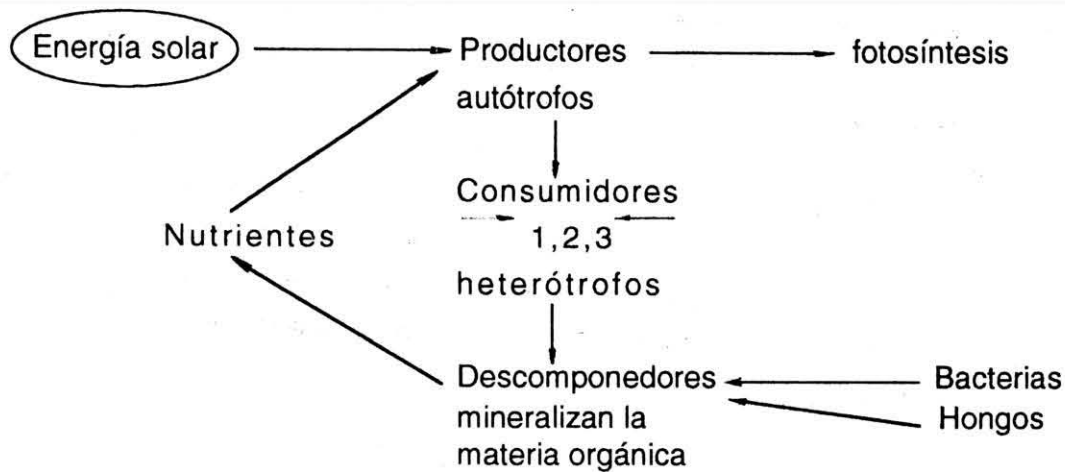 Energía solar
Productores
fotosíntesis
autótrofos
Consumidores
1,2,3
Nutrientes
heterótrofos
Descomponedores
Bacterias
mineralizan la
Hongos
materia orgánica